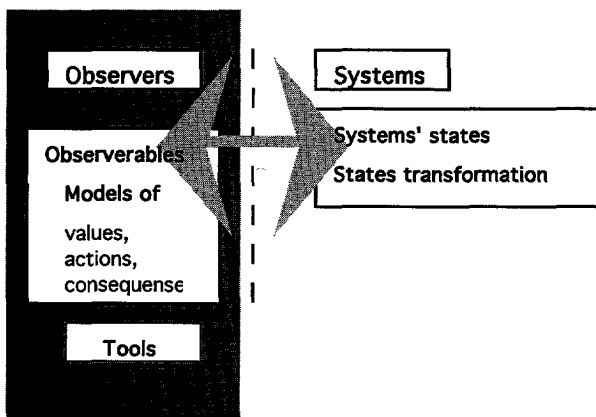 Observers
Observerables
Models of
values,
actions,
consequense
Tools
Systems
Systems' states
States transformation